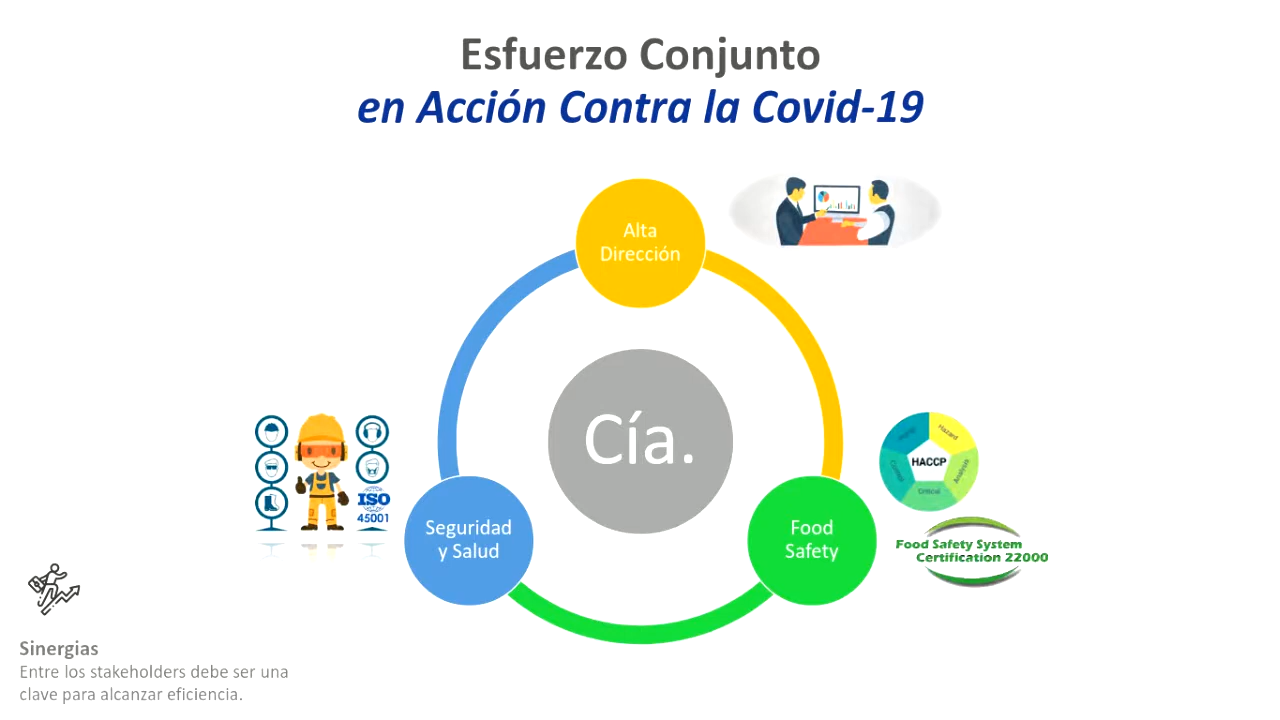 Esfuerzo Conjunto
en Acción Contra la Covid-19
Alta
Dirección
Cía.
ISO
45001
Seguridad
y Salud
Food
Safety
Hazard
Analysis
Critical
Control
HACCP
Food Safety System
Certification 22000
Sinergias
Entre los stakeholders debe ser una
clave para alcanzar eficiencia.